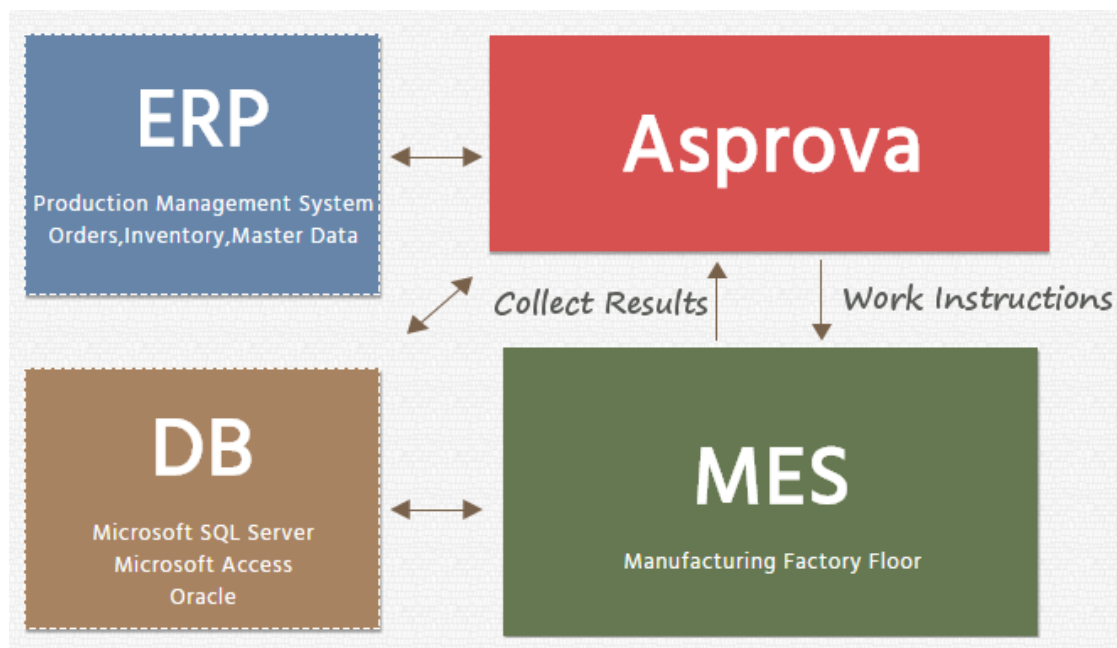 ERP
Production Management System
Orders,Inventory,Master Data
Asprova
Collect Results
Work Instructions
DB
Microsoft SQL Server
Microsoft Access
Oracle
MES
Manufacturing Factory Floor